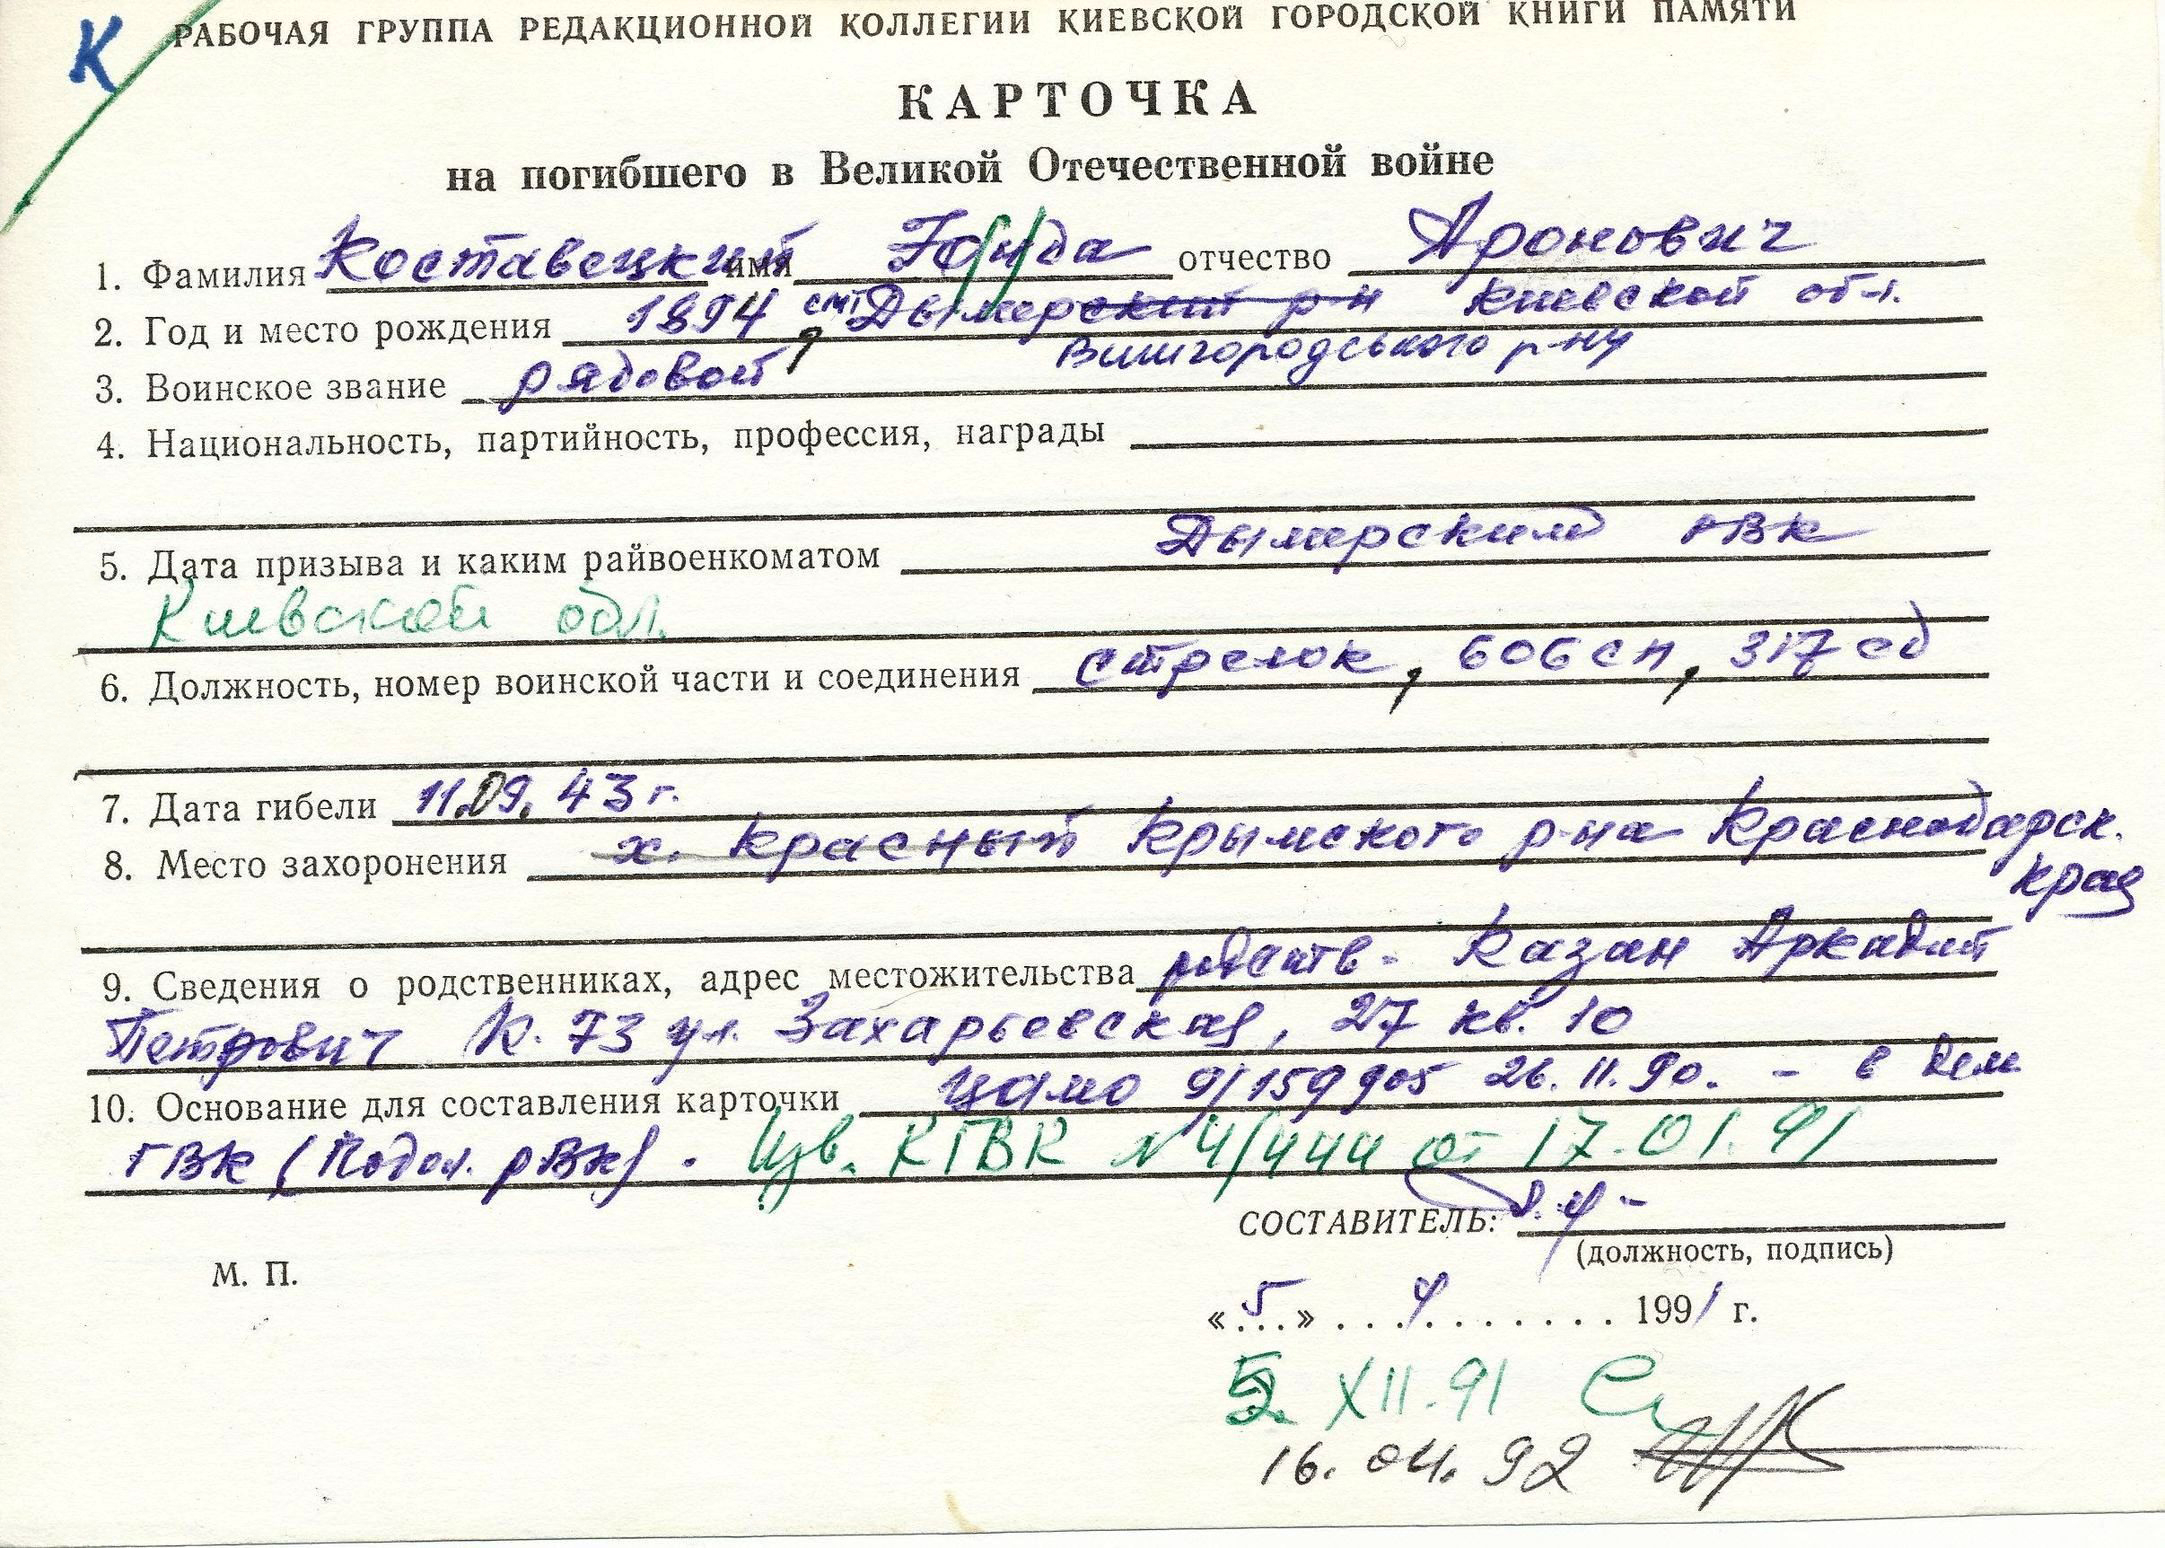 К
РАБОЧАЯ ГРУППА РЕДАКЦИОННОЙ КОЛЛЕГИИ КИЕВСКОЙ ГОРОДСКОЙ КНИГИ ПАМЯТИ
КАРТОЧКА
на погибшего в Великой Отечественной войне
1. Фамилия Коставецкий имя отчество Аронович
2. Год и место рождения 1894, смт Дымерский р-н Киевской обл.
Вишгородського р-ну
3. Воинское звание рядовой
4. Национальность, партийность, профессия, награды
5. Дата призыва и каким райвоенкоматом Дымерским РВК
Киевской обл.
6. Должность, номер воинской части и соединения стрелок, 606 сп, 317 сд
7. Дата гибели 11.09.43 г.
8. Место захоронения х. Красный Крымского р-на Краснодарск.
края
9. Сведения о родственниках, адрес местожительства родств. - Казан Аркадий
Петрович К. 73 ул. Захарьевская, 27 кв. 10
10. Основание для составления карточки ЦАМО 9/159905 26.11.90. - в
ГВК (Подол. рВК). Изв. КГВК № 4/444 от 17.01.91
СОСТАВИТЕЛЬ:
(должность, подпись)
М. П.
«5» 4 1991 г.
XII.91
16.04.92